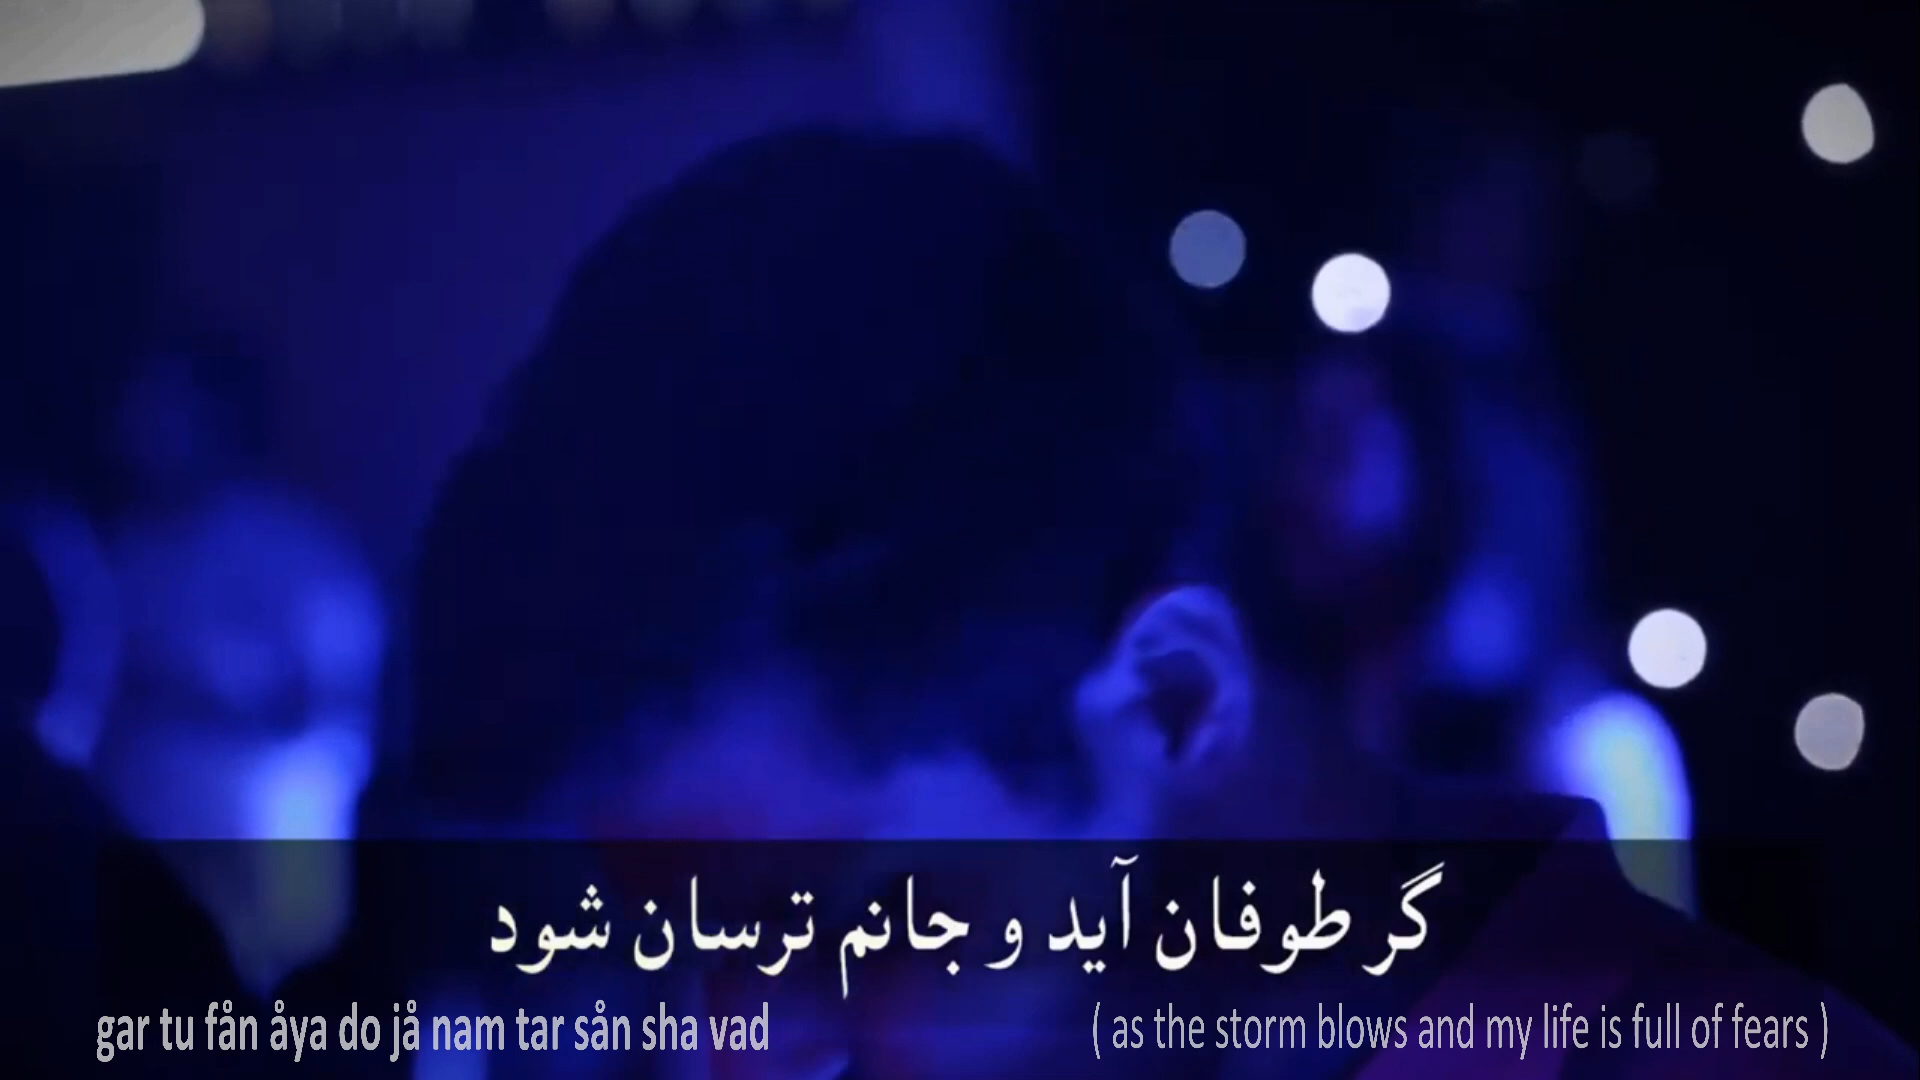 گر طوفان آید و جانم ترسان شود
gar tu fån åya do jå nam tar sån sha vad
( as the storm blows and my life is full of fears )